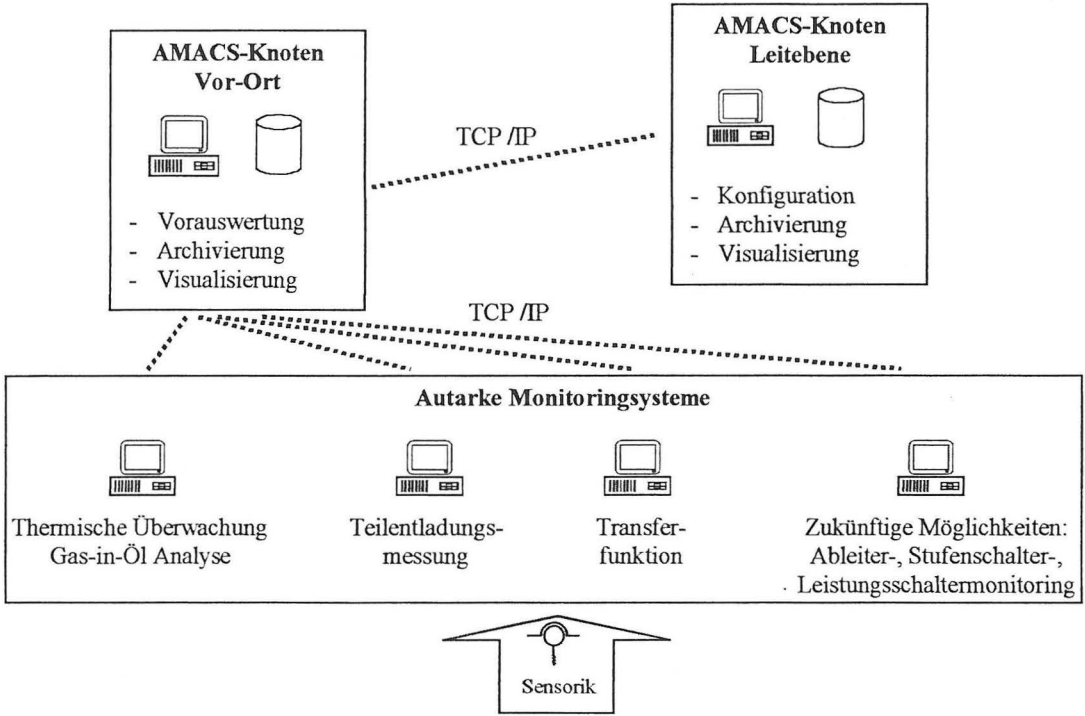 AMACS-Knoten
Vor-Ort
- Vorauswertung
- Archivierung
- Visualisierung
TCP /IP
AMACS-Knoten
Leitebene
- Konfiguration
- Archivierung
- Visualisierung
TCP /IP
Autarke Monitoringsysteme
Thermische Überwachung
Gas-in-Öl Analyse
Teilentladungs-
messung
Transfer-
funktion
Zukünftige Möglichkeiten:
Ableiter-, Stufenschalter-,
Leistungsschaltermonitoring
Sensorik